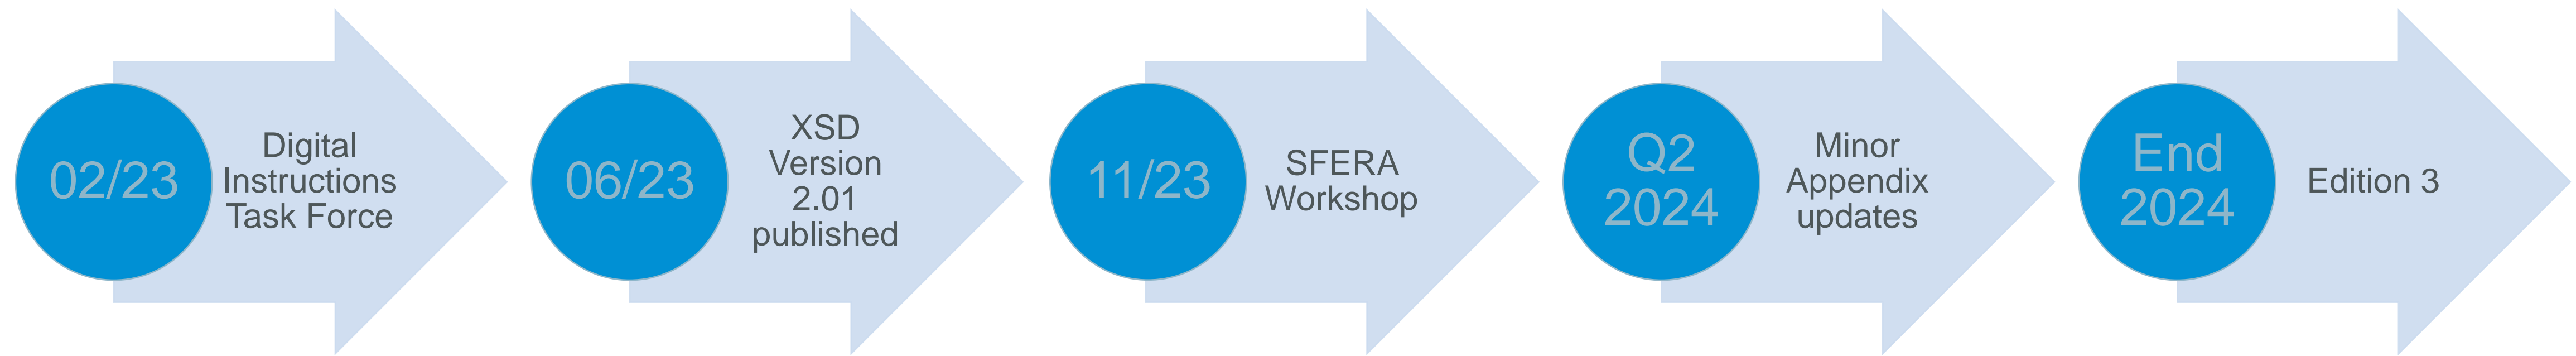 02/23
Digital
Instructions
Task Force
06/23
XSD
Version
2.01
published
11/23
SFERA
Workshop
Q2
2024
Minor
Appendix
updates
End
2024
Edition 3